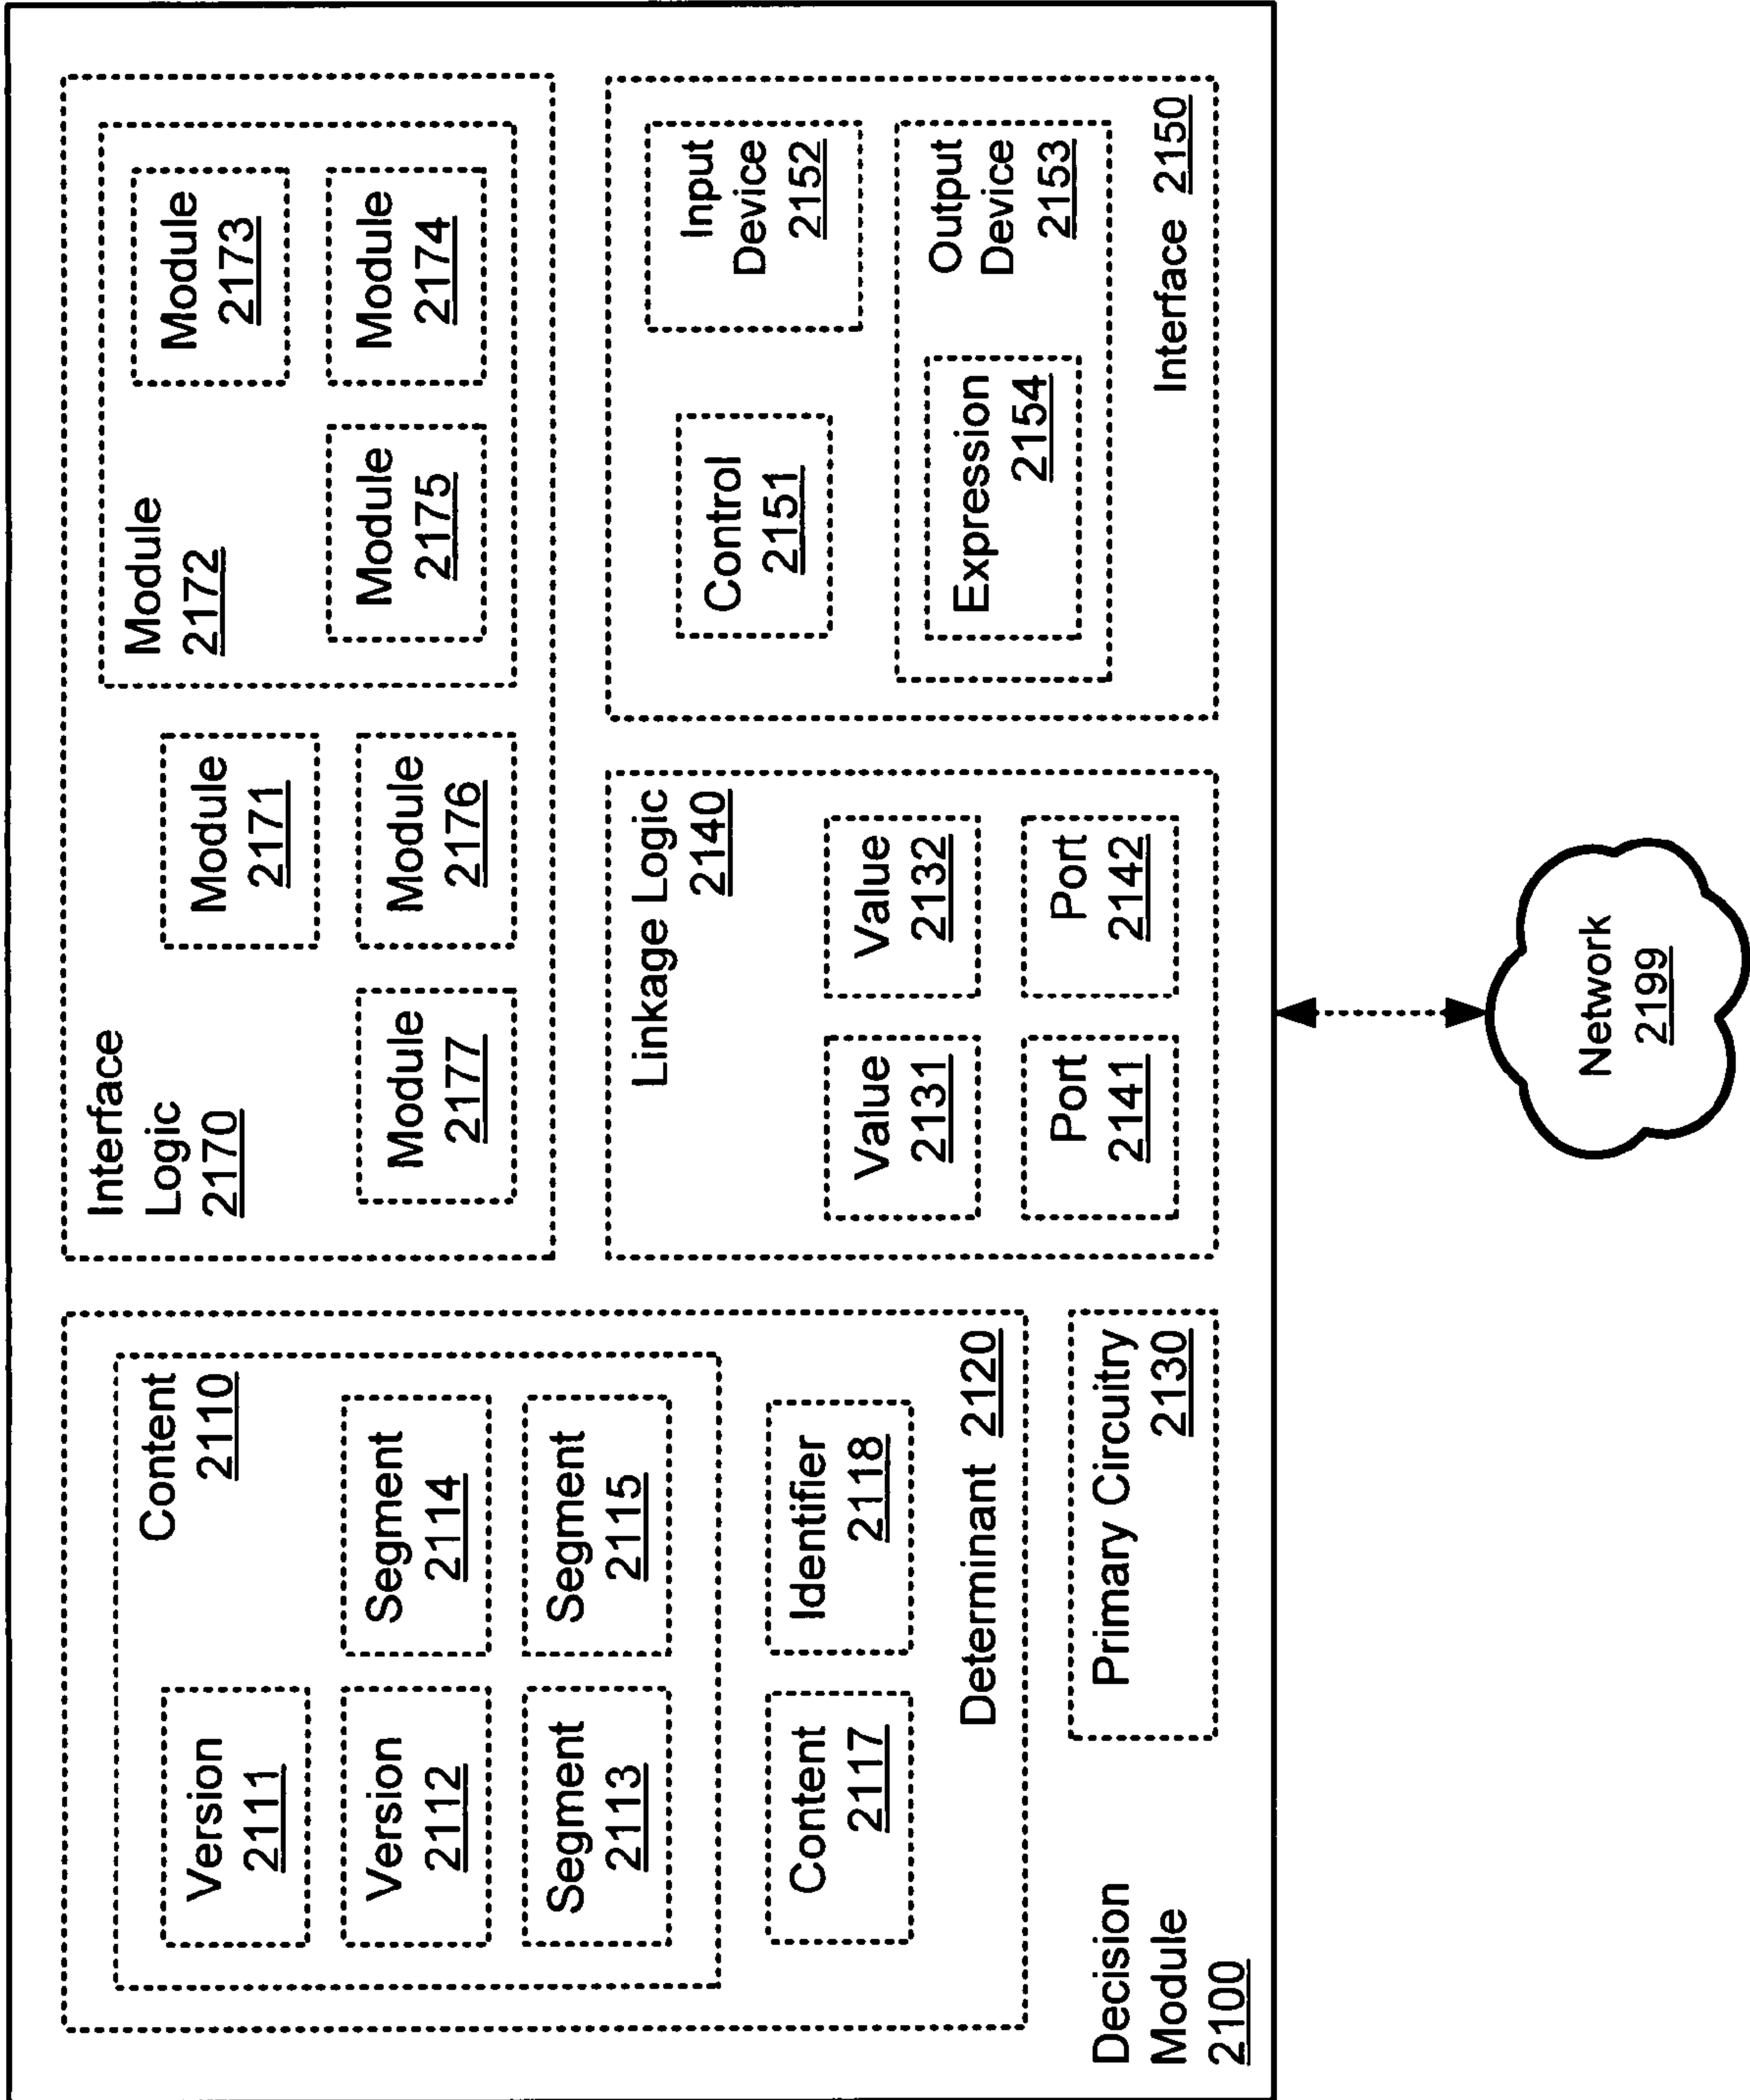 Content
2110
Version
2111
Version
2112
Segment
2114
Segment
2113
Segment
2115
Content
2117
Identifier
2118
Determinant 2120
Primary Circuitry
2130
Decision
Module
2100
Interface
Logic
2170
Module
2171
Module
2177
Module
2176
Module
2172
Module
2173
Module
2175
Module
2174
Linkage Logic
2140
Value
2131
Value
2132
Port
2141
Port
2142
Control
2151
Input
Device
2152
Expression
2154
Output
Device
2153
Interface 2150
Network
2199